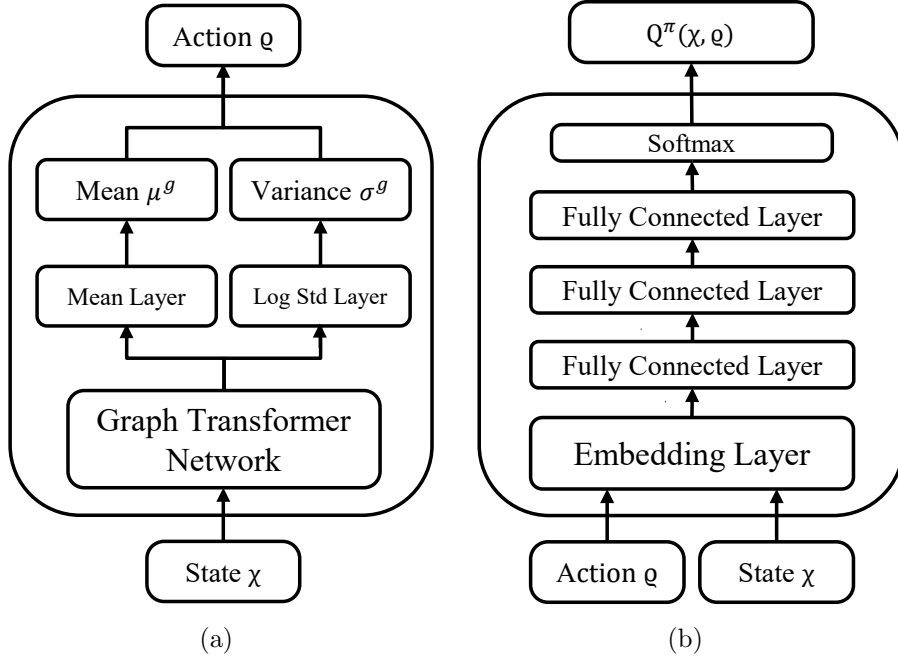 Action ϱ
Mean μ^g
Variance σ^g
Mean Layer
Log Std Layer
Graph Transformer
Network
State χ
(a)
Q^π(χ, ϱ)
Softmax
Fully Connected Layer
Fully Connected Layer
Fully Connected Layer
Embedding Layer
Action ϱ
State χ
(b)